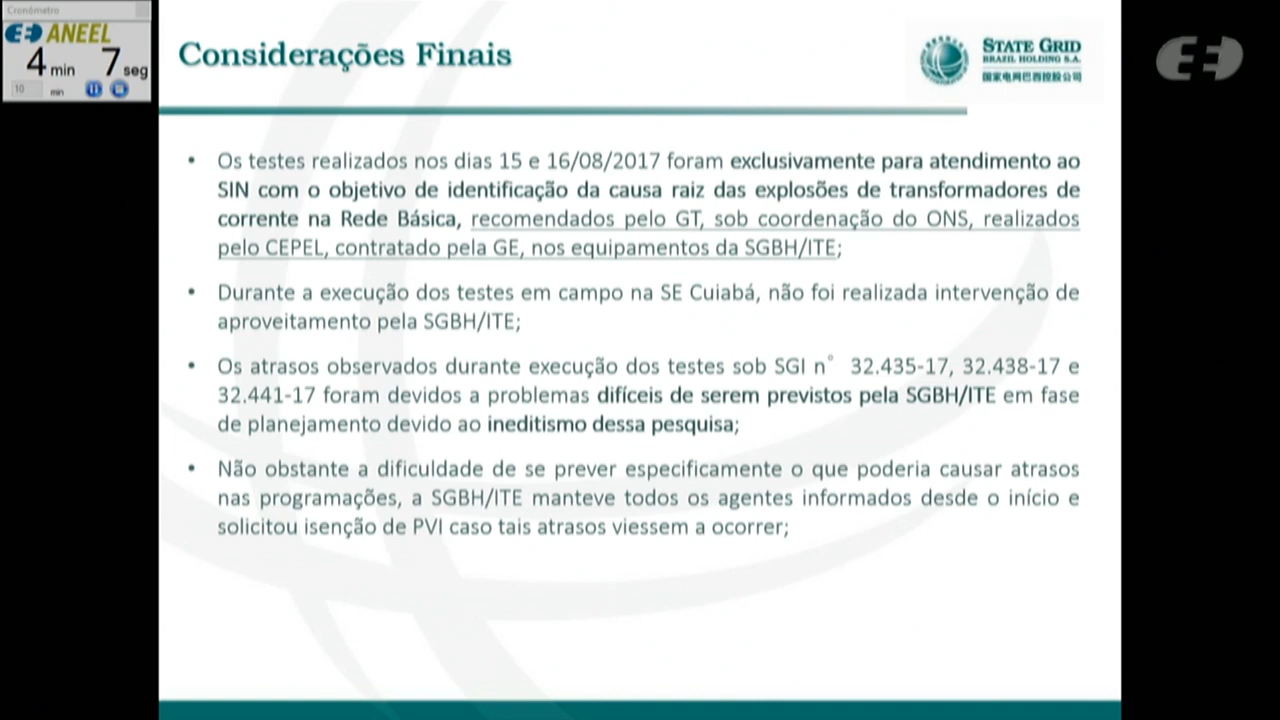 Cronômetro
ANEEL
4 min 7 seg
10 min
Considerações Finais
STATE GRID
BRAZIL HOLDING S.A.
国家电网巴西控股公司
• Os testes realizados nos dias 15 e 16/08/2017 foram exclusivamente para atendimento ao
SIN com o objetivo de identificação da causa raiz das explosões de transformadores de
corrente na Rede Básica, recomendados pelo GT, sob coordenação do ONS, realizados
pelo CEPEL, contratado pela GE, nos equipamentos da SGBH/ITE;
• Durante a execução dos testes em campo na SE Cuiabá, não foi realizada intervenção de
aproveitamento pela SGBH/ITE;
• Os atrasos observados durante execução dos testes sob SGI n° 32.435-17, 32.438-17 e
32.441-17 foram devidos a problemas difíceis de serem previstos pela SGBH/ITE em fase
de planejamento devido ao ineditismo dessa pesquisa;
• Não obstante a dificuldade de se prever especificamente o que poderia causar atrasos
nas programações, a SGBH/ITE manteve todos os agentes informados desde o início e
solicitou isenção de PVI caso tais atrasos viessem a ocorrer;